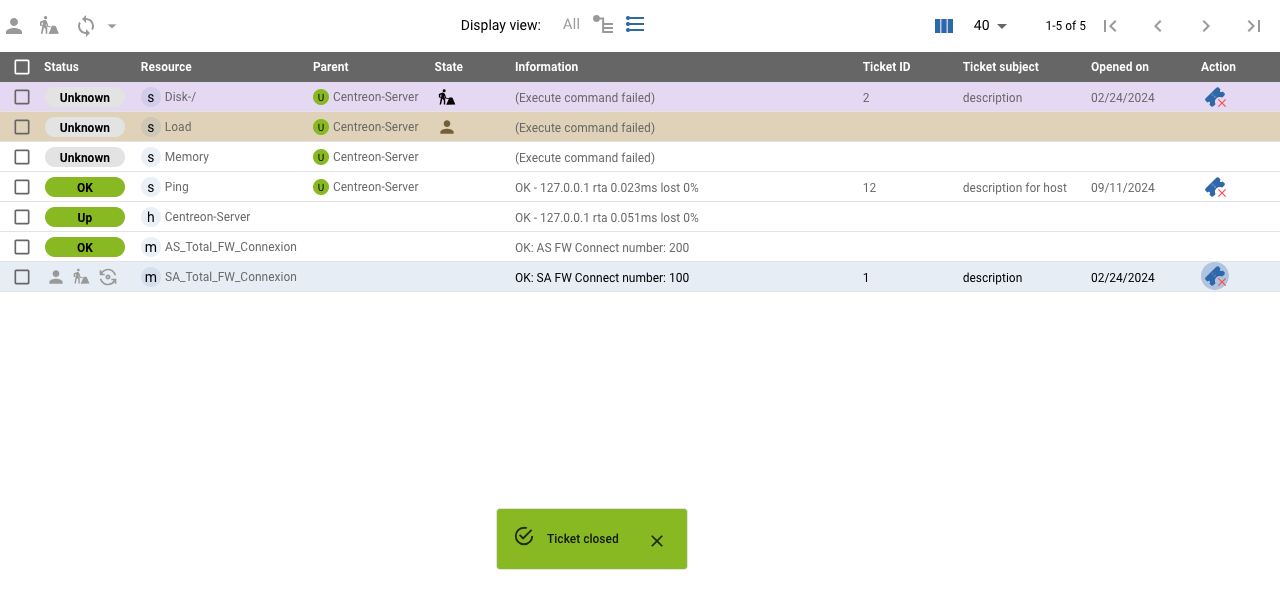 Display view: All 40 1-5 of 5
Status Resource Parent State Information Ticket ID Ticket subject Opened on Action
Unknown s Disk-/ U Centreon-Server (Execute command failed) 2 description 02/24/2024
Unknown s Load U Centreon-Server (Execute command failed)
Unknown s Memory U Centreon-Server (Execute command failed)
OK s Ping U Centreon-Server OK - 127.0.0.1 rta 0.023ms lost 0% 12 description for host 09/11/2024
Up h Centreon-Server OK - 127.0.0.1 rta 0.051ms lost 0%
OK m AS_Total_FW_Connexion OK: AS FW Connect number: 200
m SA_Total_FW_Connexion OK: SA FW Connect number: 100 1 description 02/24/2024
Ticket closed